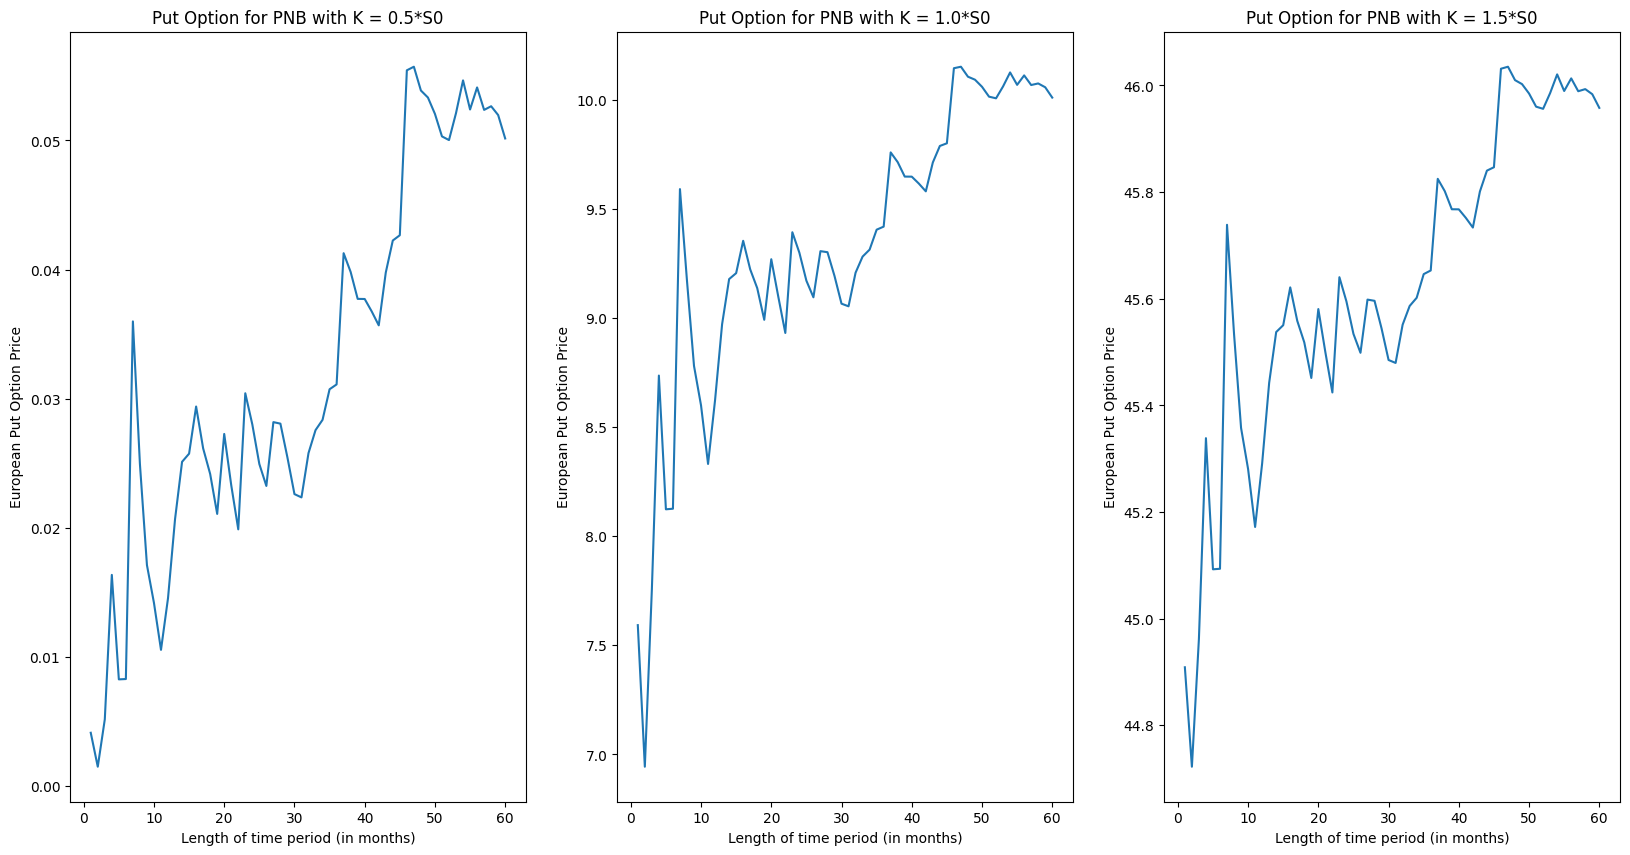 Put Option for PNB with K = 0.5*S0
European Put Option Price
0.05
0.04
0.03
0.02
0.01
0.00
0 10 20 30 40 50 60
Length of time period (in months)
Put Option for PNB with K = 1.0*S0
European Put Option Price
10.0
9.5
9.0
8.5
8.0
7.5
7.0
0 10 20 30 40 50 60
Length of time period (in months)
Put Option for PNB with K = 1.5*S0
European Put Option Price
46.0
45.8
45.6
45.4
45.2
45.0
44.8
0 10 20 30 40 50 60
Length of time period (in months)